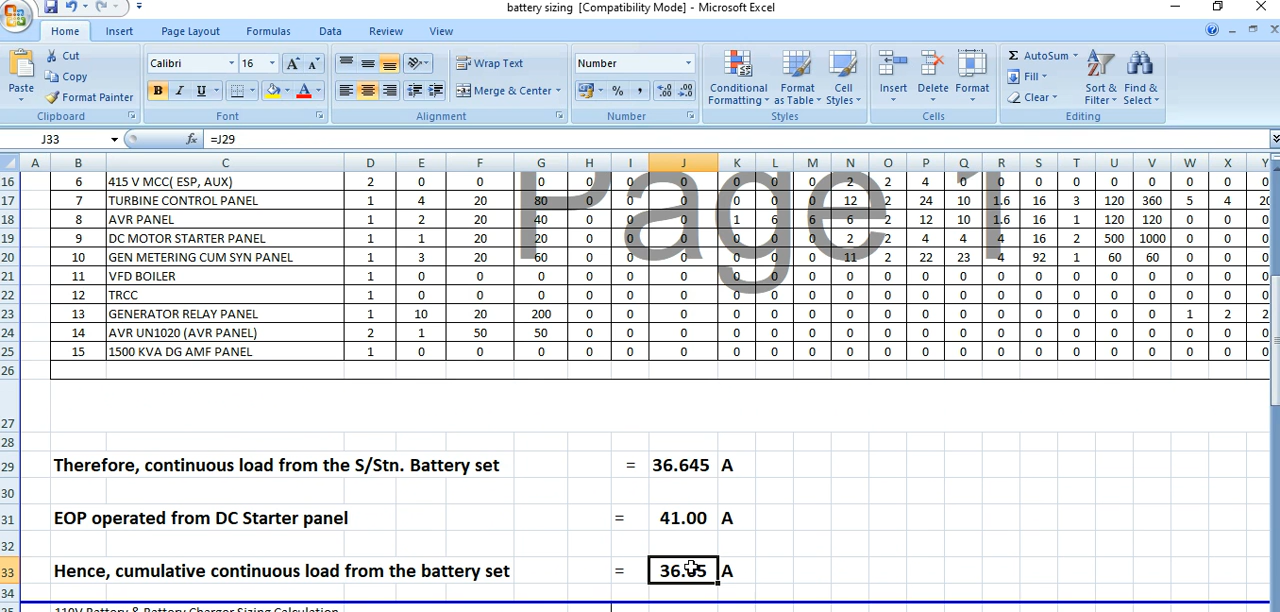 battery sizing [Compatibility Mode] - Microsoft Excel
Home Insert Page Layout Formulas Data Review View
Cut Calibri 16 Wrap Text Number AutoSum
Copy Fill
Paste Format Painter B I U Merge & Center Conditional Formatting Format as Table Cell Styles Insert Delete Format Clear Sort & Filter Find & Select
Clipboard Font Alignment Number Styles Cells Editing
J33 fx =J29
A B C D E F G H I J K L M N O P Q R S T U V W X Y
16 6 415 V MCC( ESP, AUX) 2 0 0 0 0 0 0 0 0 0 2 2 4 0 0 0 0 0 0 0 0 0
17 7 TURBINE CONTROL PANEL 1 4 20 80 0 0 0 0 0 0 12 2 24 10 1.6 16 3 120 360 5 4 20
18 8 AVR PANEL 1 2 20 40 0 0 0 1 6 6 6 2 12 10 1.6 16 1 120 120 0 0 0
19 9 DC MOTOR STARTER PANEL 1 1 20 20 0 0 0 0 0 0 2 2 4 4 4 16 2 500 1000 0 0 0
20 10 GEN METERING CUM SYN PANEL 1 3 20 60 0 0 0 0 0 0 11 2 22 23 4 92 1 60 60 0 0 0
21 11 VFD BOILER 1 0 0 0 0 0 0 0 0 0 0 0 0 0 0 0 0 0 0 0 0 0
22 12 TRCC 1 0 0 0 0 0 0 0 0 0 0 0 0 0 0 0 0 0 0 0 0 0
23 13 GENERATOR RELAY PANEL 1 10 20 200 0 0 0 0 0 0 0 0 0 0 0 0 0 0 0 1 2 2
24 14 AVR UN1020 (AVR PANEL) 2 1 50 50 0 0 0 0 0 0 0 0 0 0 0 0 0 0 0 0 0 0
25 15 1500 KVA DG AMF PANEL 1 0 0 0 0 0 0 0 0 0 0 0 0 0 0 0 0 0 0 0 0 0
Page 1
26
27
28
29 Therefore, continuous load from the S/Stn. Battery set = 36.645 A
30
31 EOP operated from DC Starter panel = 41.00 A
32
33 Hence, cumulative continuous load from the battery set = 36.65 A
34
110V Battery & Battery Charger Sizing Calculation